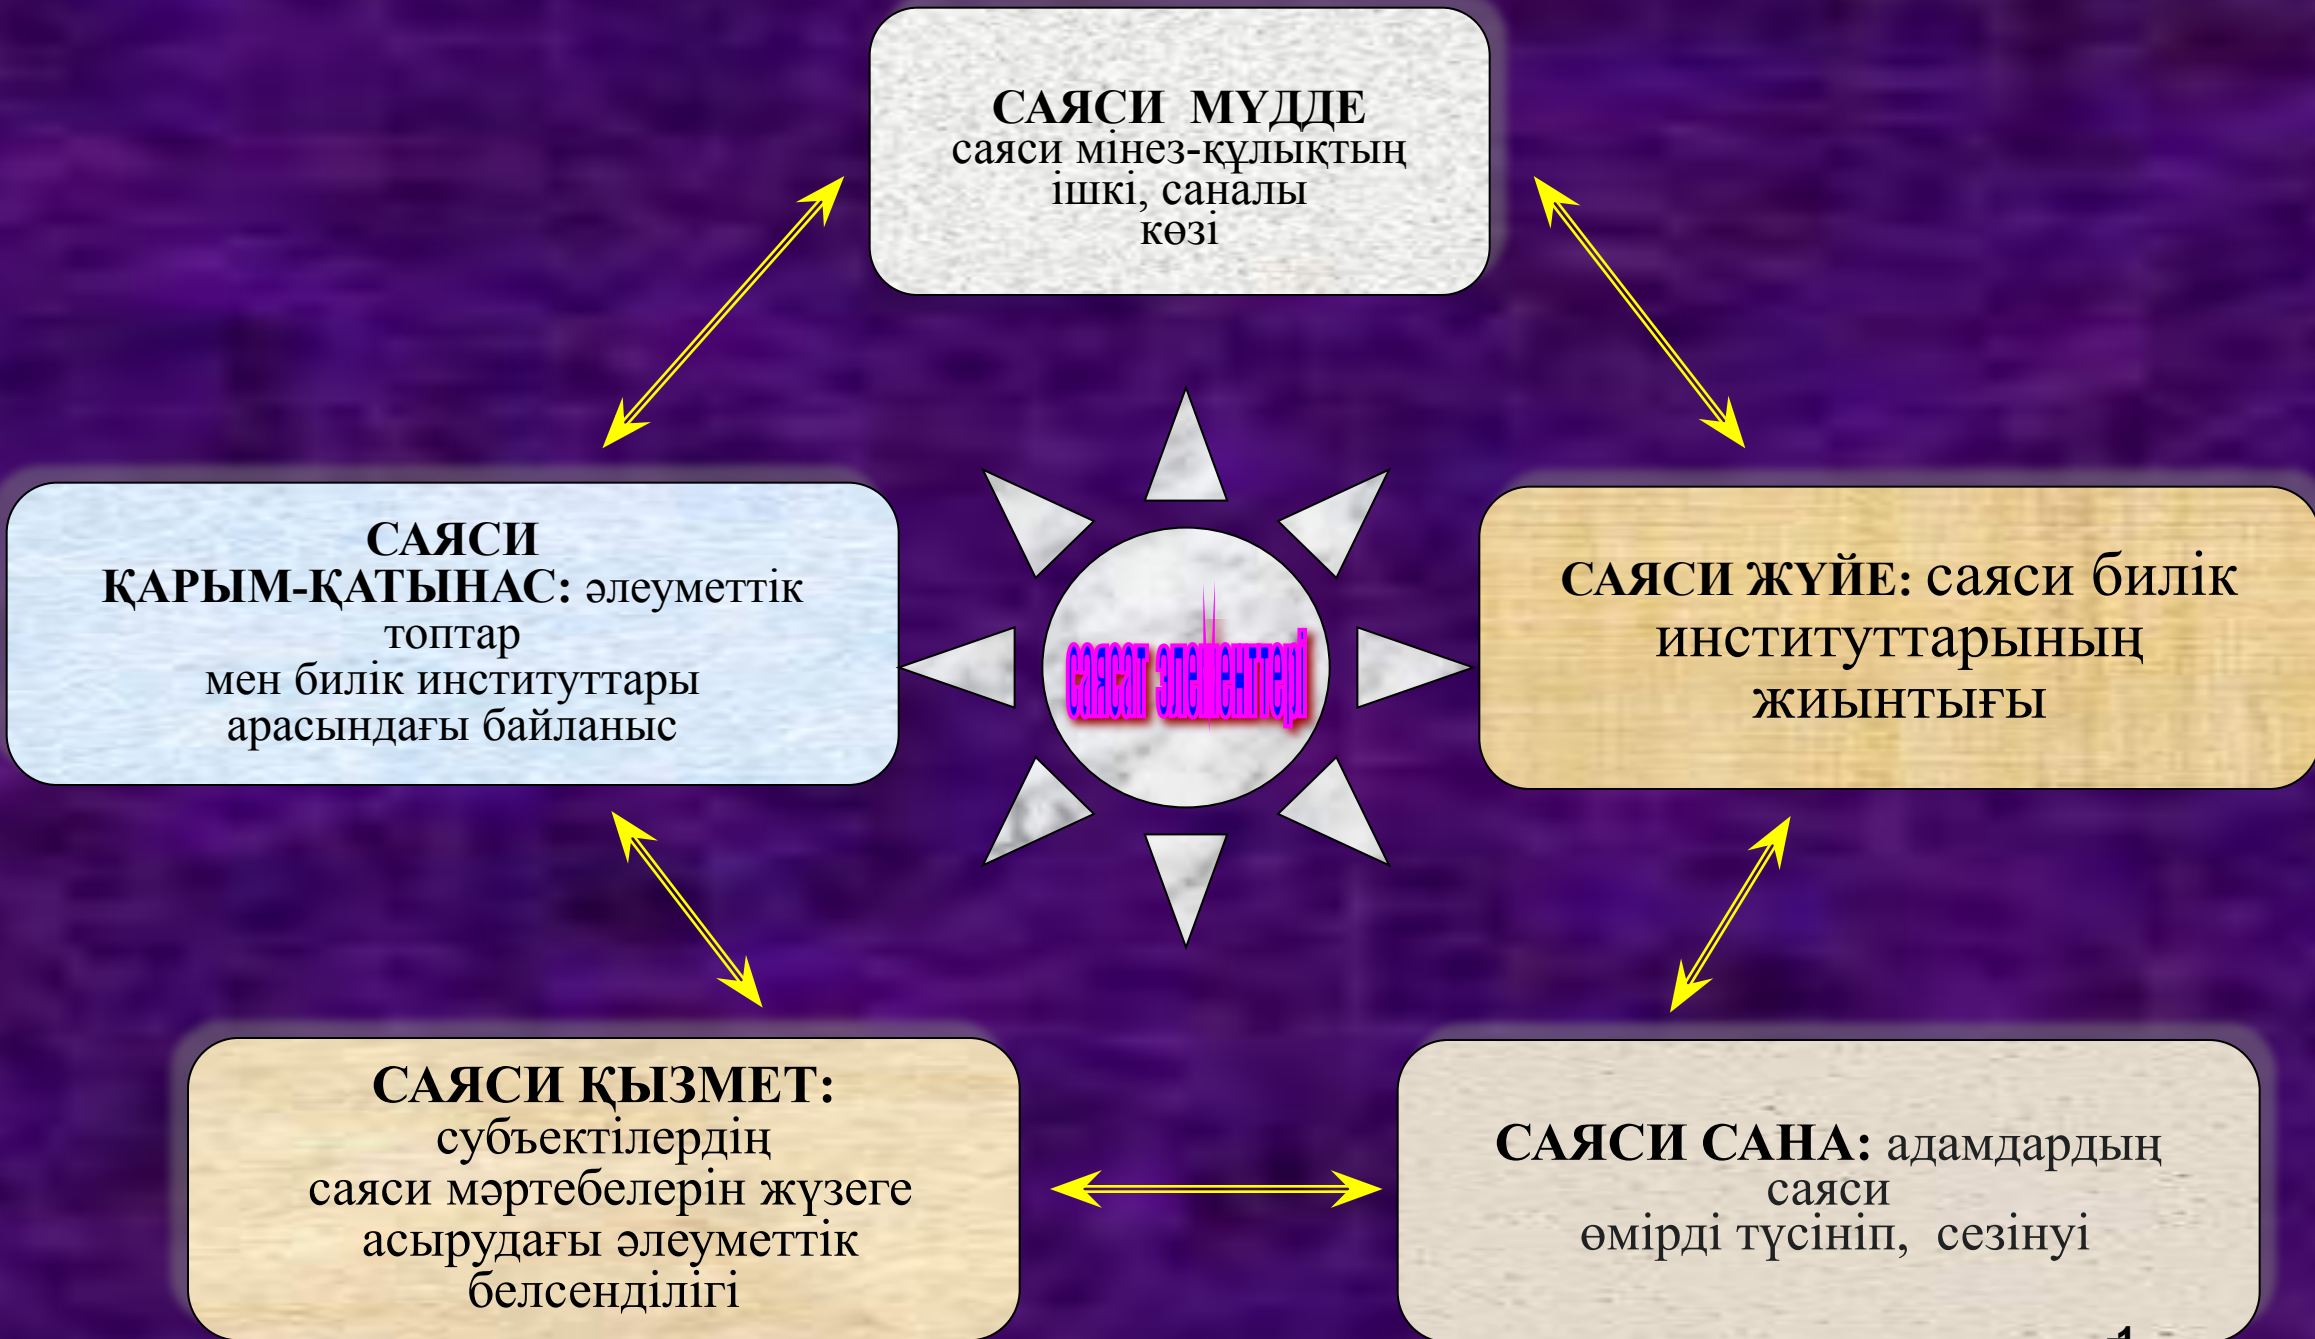 САЯСИ МҮДДЕ
саяси мінез-құлықтың
ішкі, саналы
көзі
САЯСИ
ҚАРЫМ-ҚАТЫНАС: әлеуметтік
топтар
мен билік институттары
арасындағы байланыс
саясат элементтері
САЯСИ ЖҮЙЕ: саяси билік
институттарының
жиынтығы
САЯСИ ҚЫЗМЕТ:
субъектілердің
саяси мәртебелерін жүзеге
асырудағы әлеуметтік
белсенділігі
САЯСИ САНА: адамдардың
саяси
өмірді түсініп, сезінуі